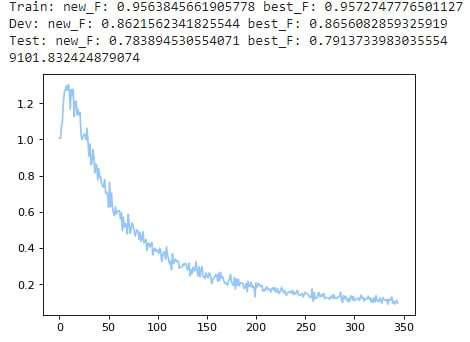 Train: new_F: 0.9563845661905778 best_F: 0.9572747776501127
Dev: new_F: 0.8621562341825544 best_F: 0.8656082859325919
Test: new_F: 0.783894530554071 best_F: 0.7913733983035554
9101.832424879074
1.2
1.0
0.8
0.6
0.4
0.2
0 50 100 150 200 250 300 350